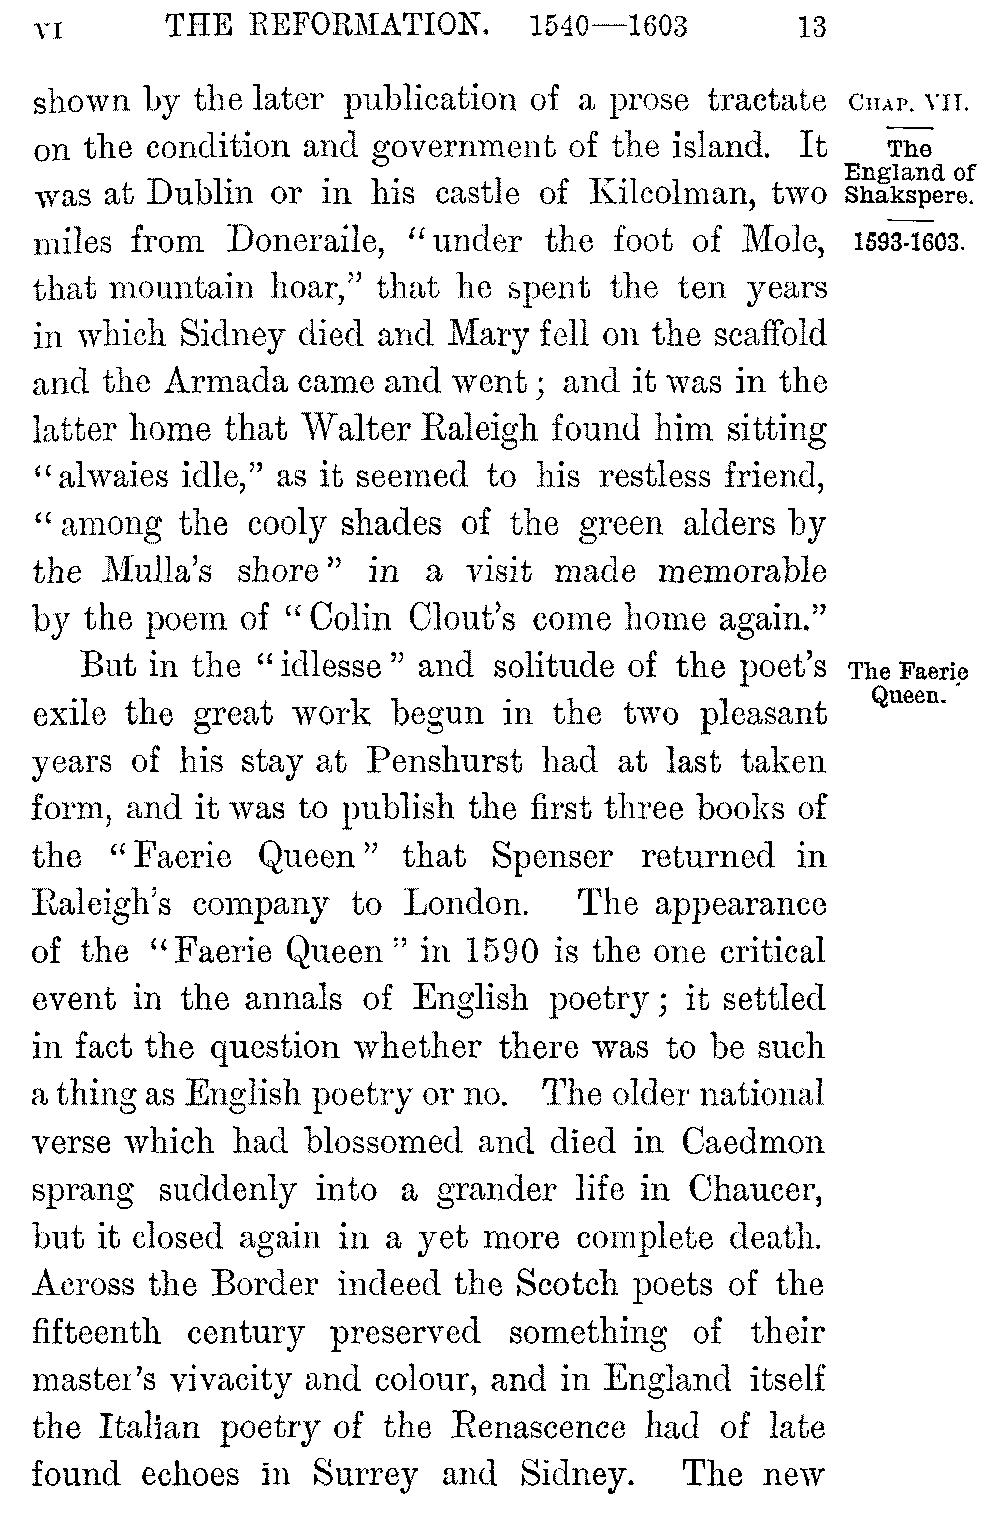 VI THE REFORMATION. 1540—1603 13
shown by the later publication of a prose tractate
on the condition and government of the island. It
was at Dublin or in his castle of Kilcolman, two
miles from Doneraile, “under the foot of Mole,
that mountain hoar,” that he spent the ten years
in which Sidney died and Mary fell on the scaffold
and the Armada came and went; and it was in the
latter home that Walter Raleigh found him sitting
“alwaies idle,” as it seemed to his restless friend,
“among the cooly shades of the green alders by
the Mulla’s shore” in a visit made memorable
by the poem of “Colin Clout’s come home again.”
But in the “idlesse” and solitude of the poet’s
exile the great work begun in the two pleasant
years of his stay at Penshurst had at last taken
form, and it was to publish the first three books of
the “Faerie Queen” that Spenser returned in
Raleigh’s company to London. The appearance
of the “Faerie Queen” in 1590 is the one critical
event in the annals of English poetry; it settled
in fact the question whether there was to be such
a thing as English poetry or no. The older national
verse which had blossomed and died in Caedmon
sprang suddenly into a grander life in Chaucer,
but it closed again in a yet more complete death.
Across the Border indeed the Scotch poets of the
fifteenth century preserved something of their
master’s vivacity and colour, and in England itself
the Italian poetry of the Renascence had of late
found echoes in Surrey and Sidney. The new
CHAP. VII.
The
England of
Shakspere.
1593-1603.
The Faerie
Queen.